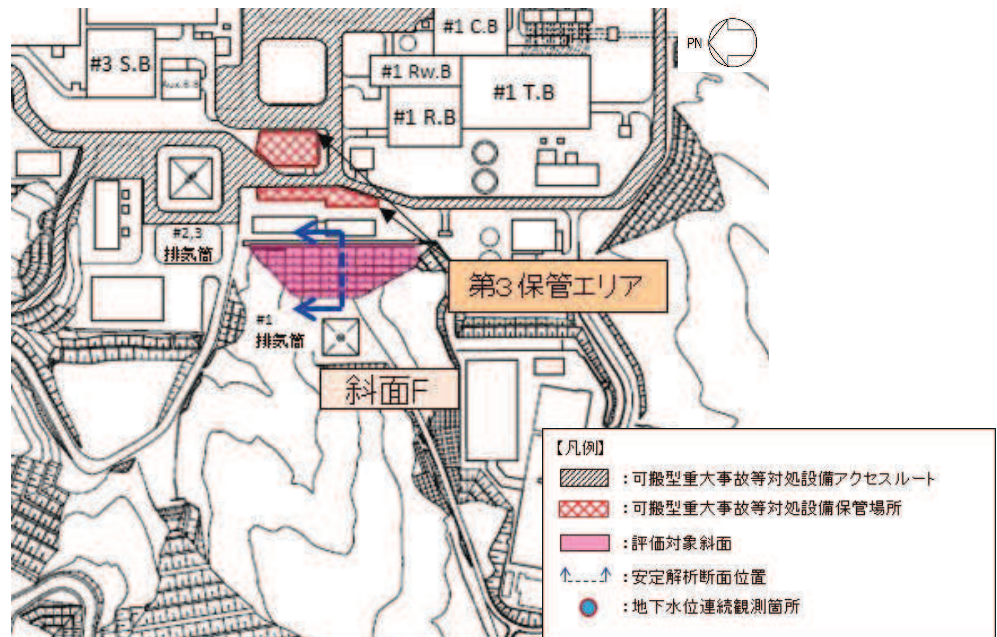 #1 C.B
PN
#3 S.B
#1 Rw.B
#1 T.B
#1 R.B
#2,3
排気筒
第3保管エリア
#1
排気筒
斜面F
【凡例】
：可搬型重大事故等対処設備アクセスルート
：可搬型重大事故等対処設備保管場所
：評価対象斜面
：安定解析断面位置
：地下水位連続観測箇所